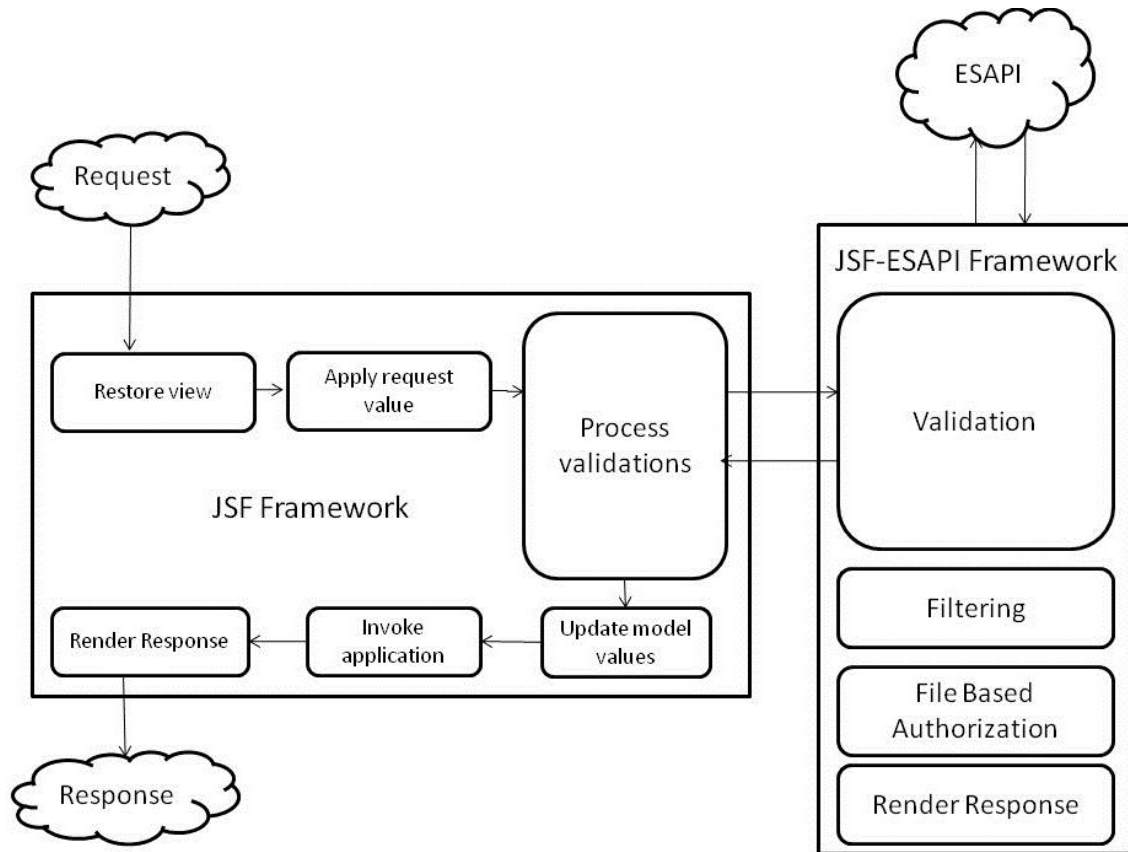 ESAPI
Request
JSF-ESAPI Framework
Restore view
Apply request
value
Process
validations
Validation
JSF Framework
Render Response
Invoke
application
Update model
values
Filtering
File Based
Authorization
Render Response
Response